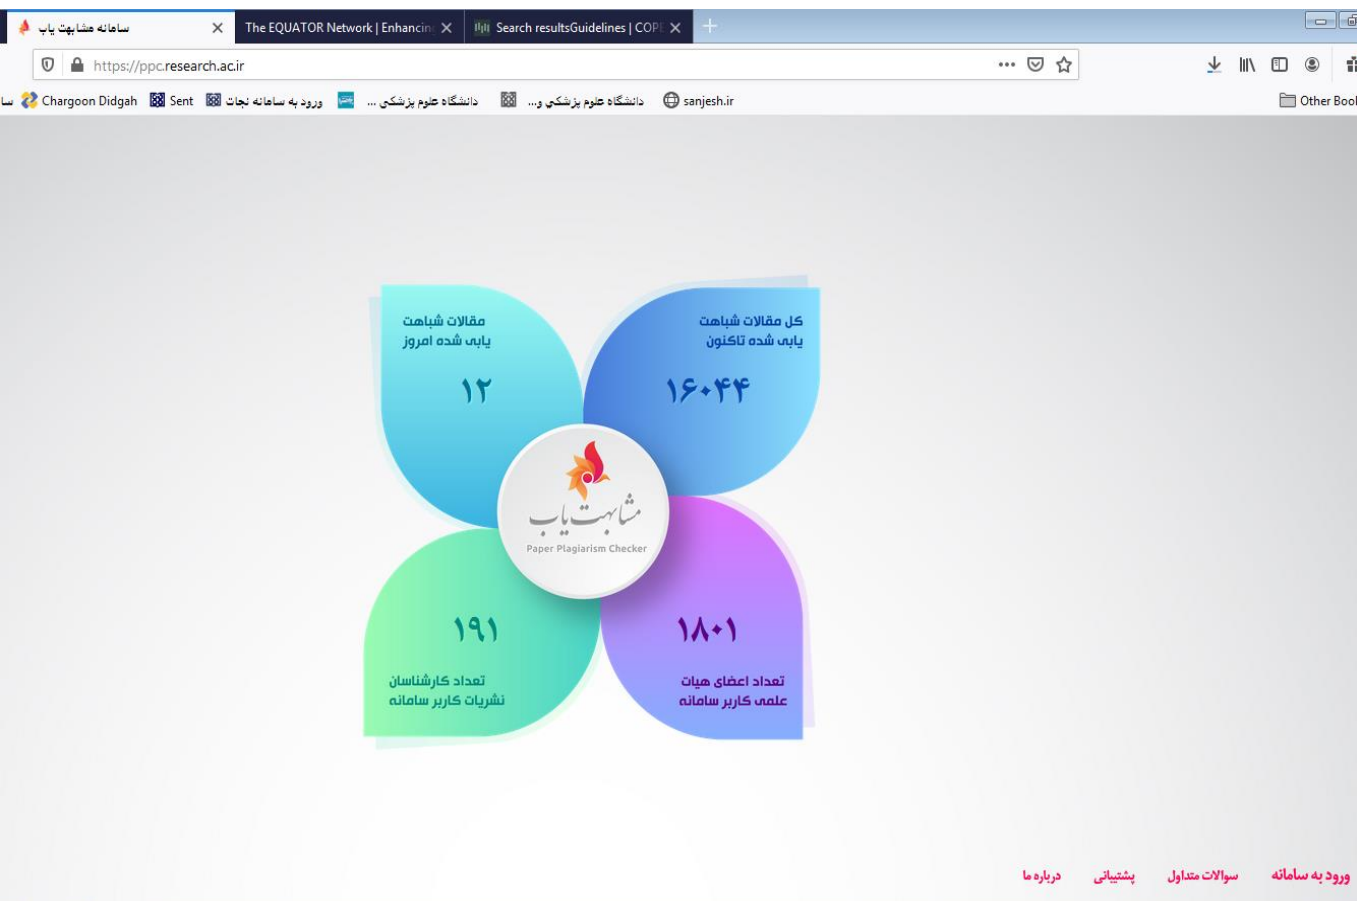 سامانه مشابهت یاب
The EQUATOR Network | Enhancin
Search resultsGuidelines | COPE
https://ppc.research.ac.ir
Chargoon Didgah
Sent
ورود به سامانه نجات
دانشگاه علوم پزشکی ...
دانشگاه علوم پزشکی و...
sanjesh.ir
مقالات شباهت
یابی شده امروز
۱۲
کل مقالات شباهت
یابی شده تاکنون
۱۶۰۴۴
مشابهت یاب
Paper Plagiarism Checker
۱۹۱
تعداد کارشناسان
نشریات کاربر سامانه
۱۸۰۱
تعداد اعضای هیات
علمی کاربر سامانه
ورود به سامانه
سوالات متداول
پشتیبانی
درباره ما